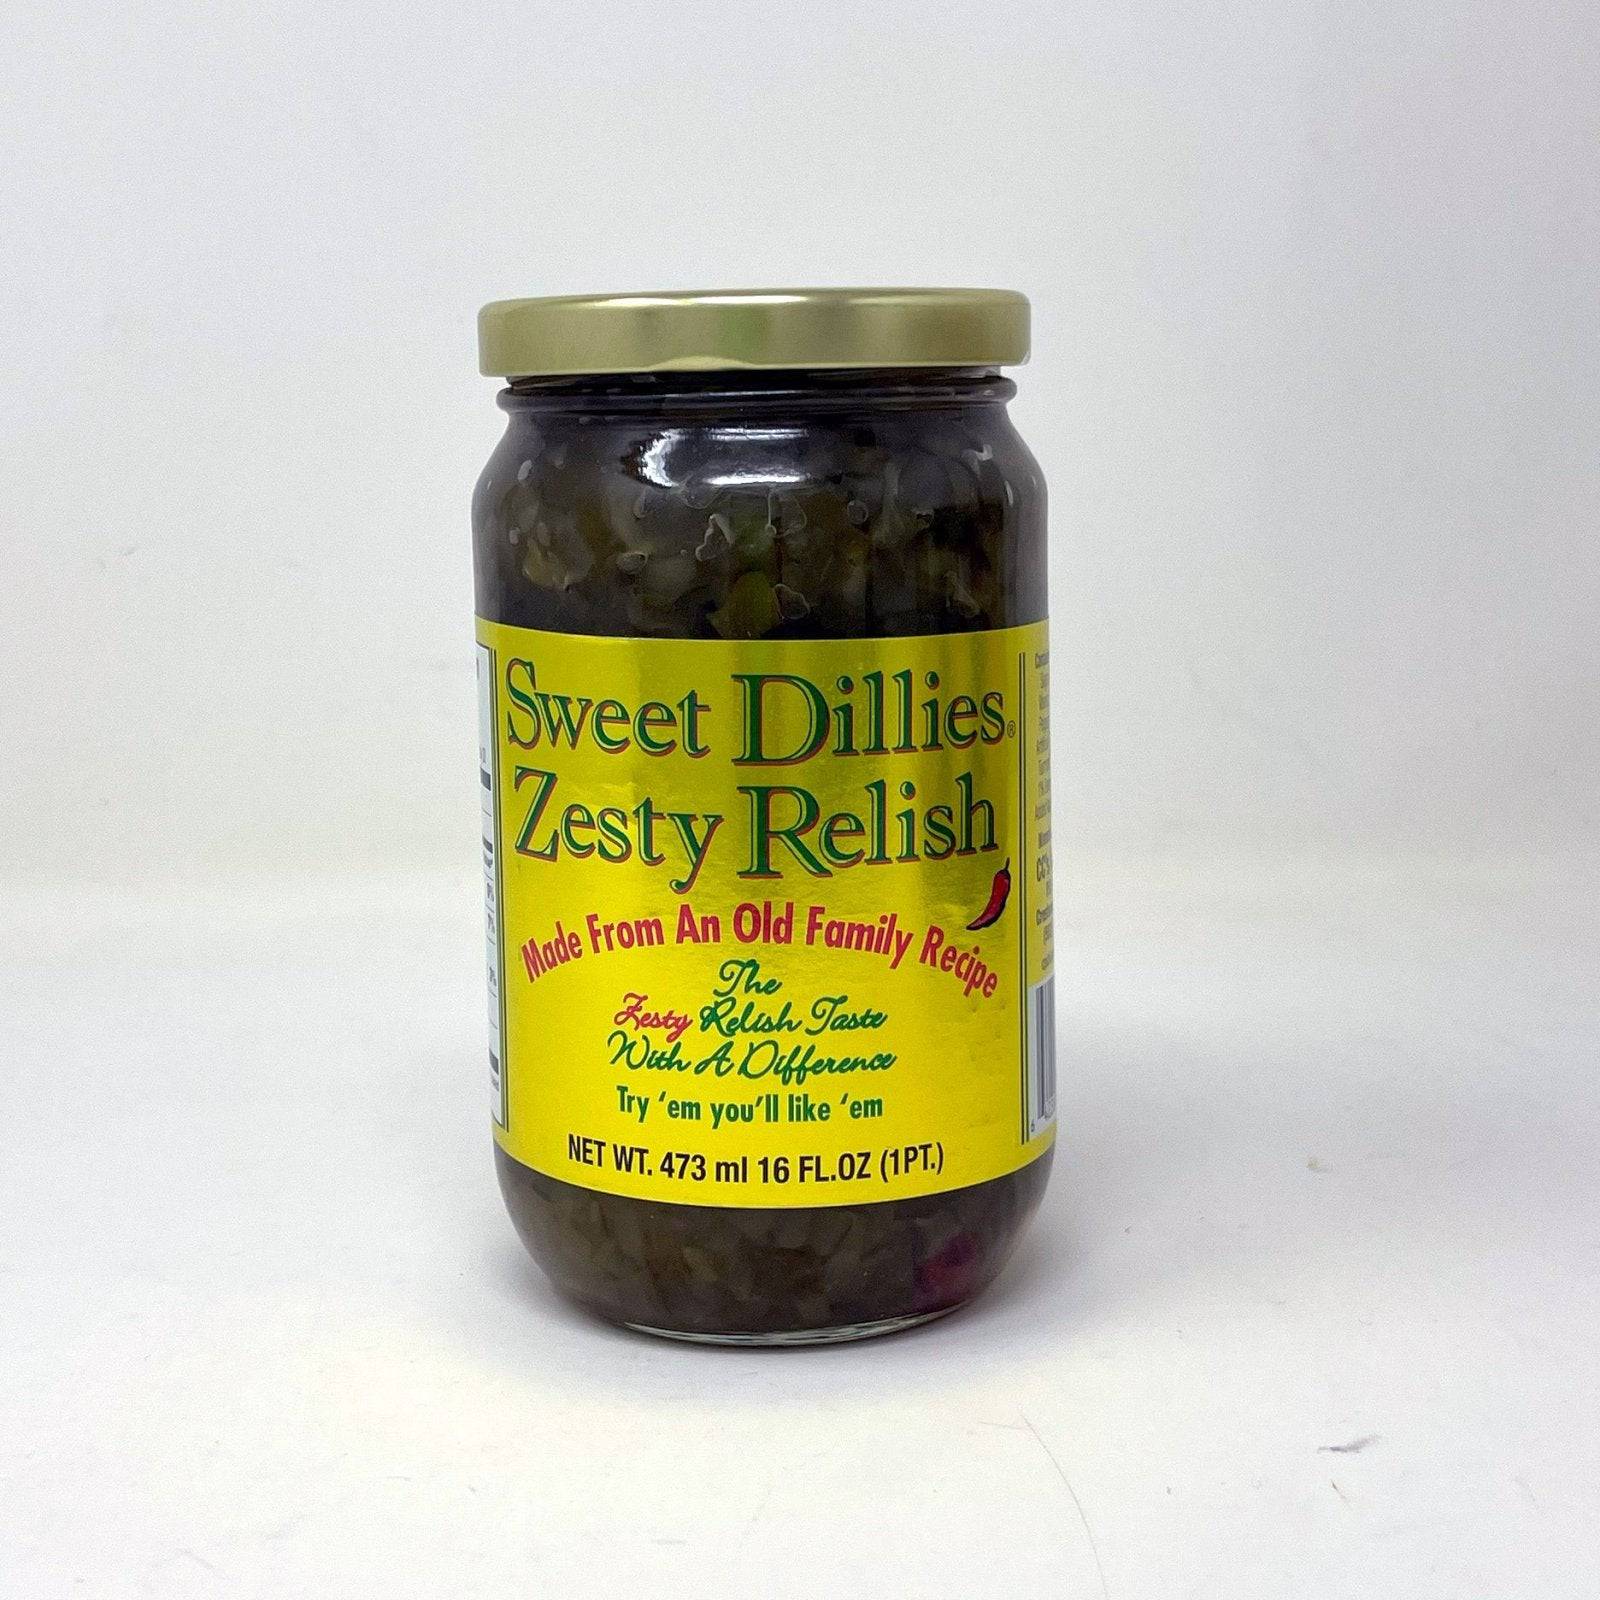 Sweet Dillies®
Zesty Relish
Made From An Old Family Recipe
The
Zesty Relish Taste
With A Difference
Try ‘em you’ll like ‘em
NET WT. 473 ml 16 FL.OZ (1PT.)